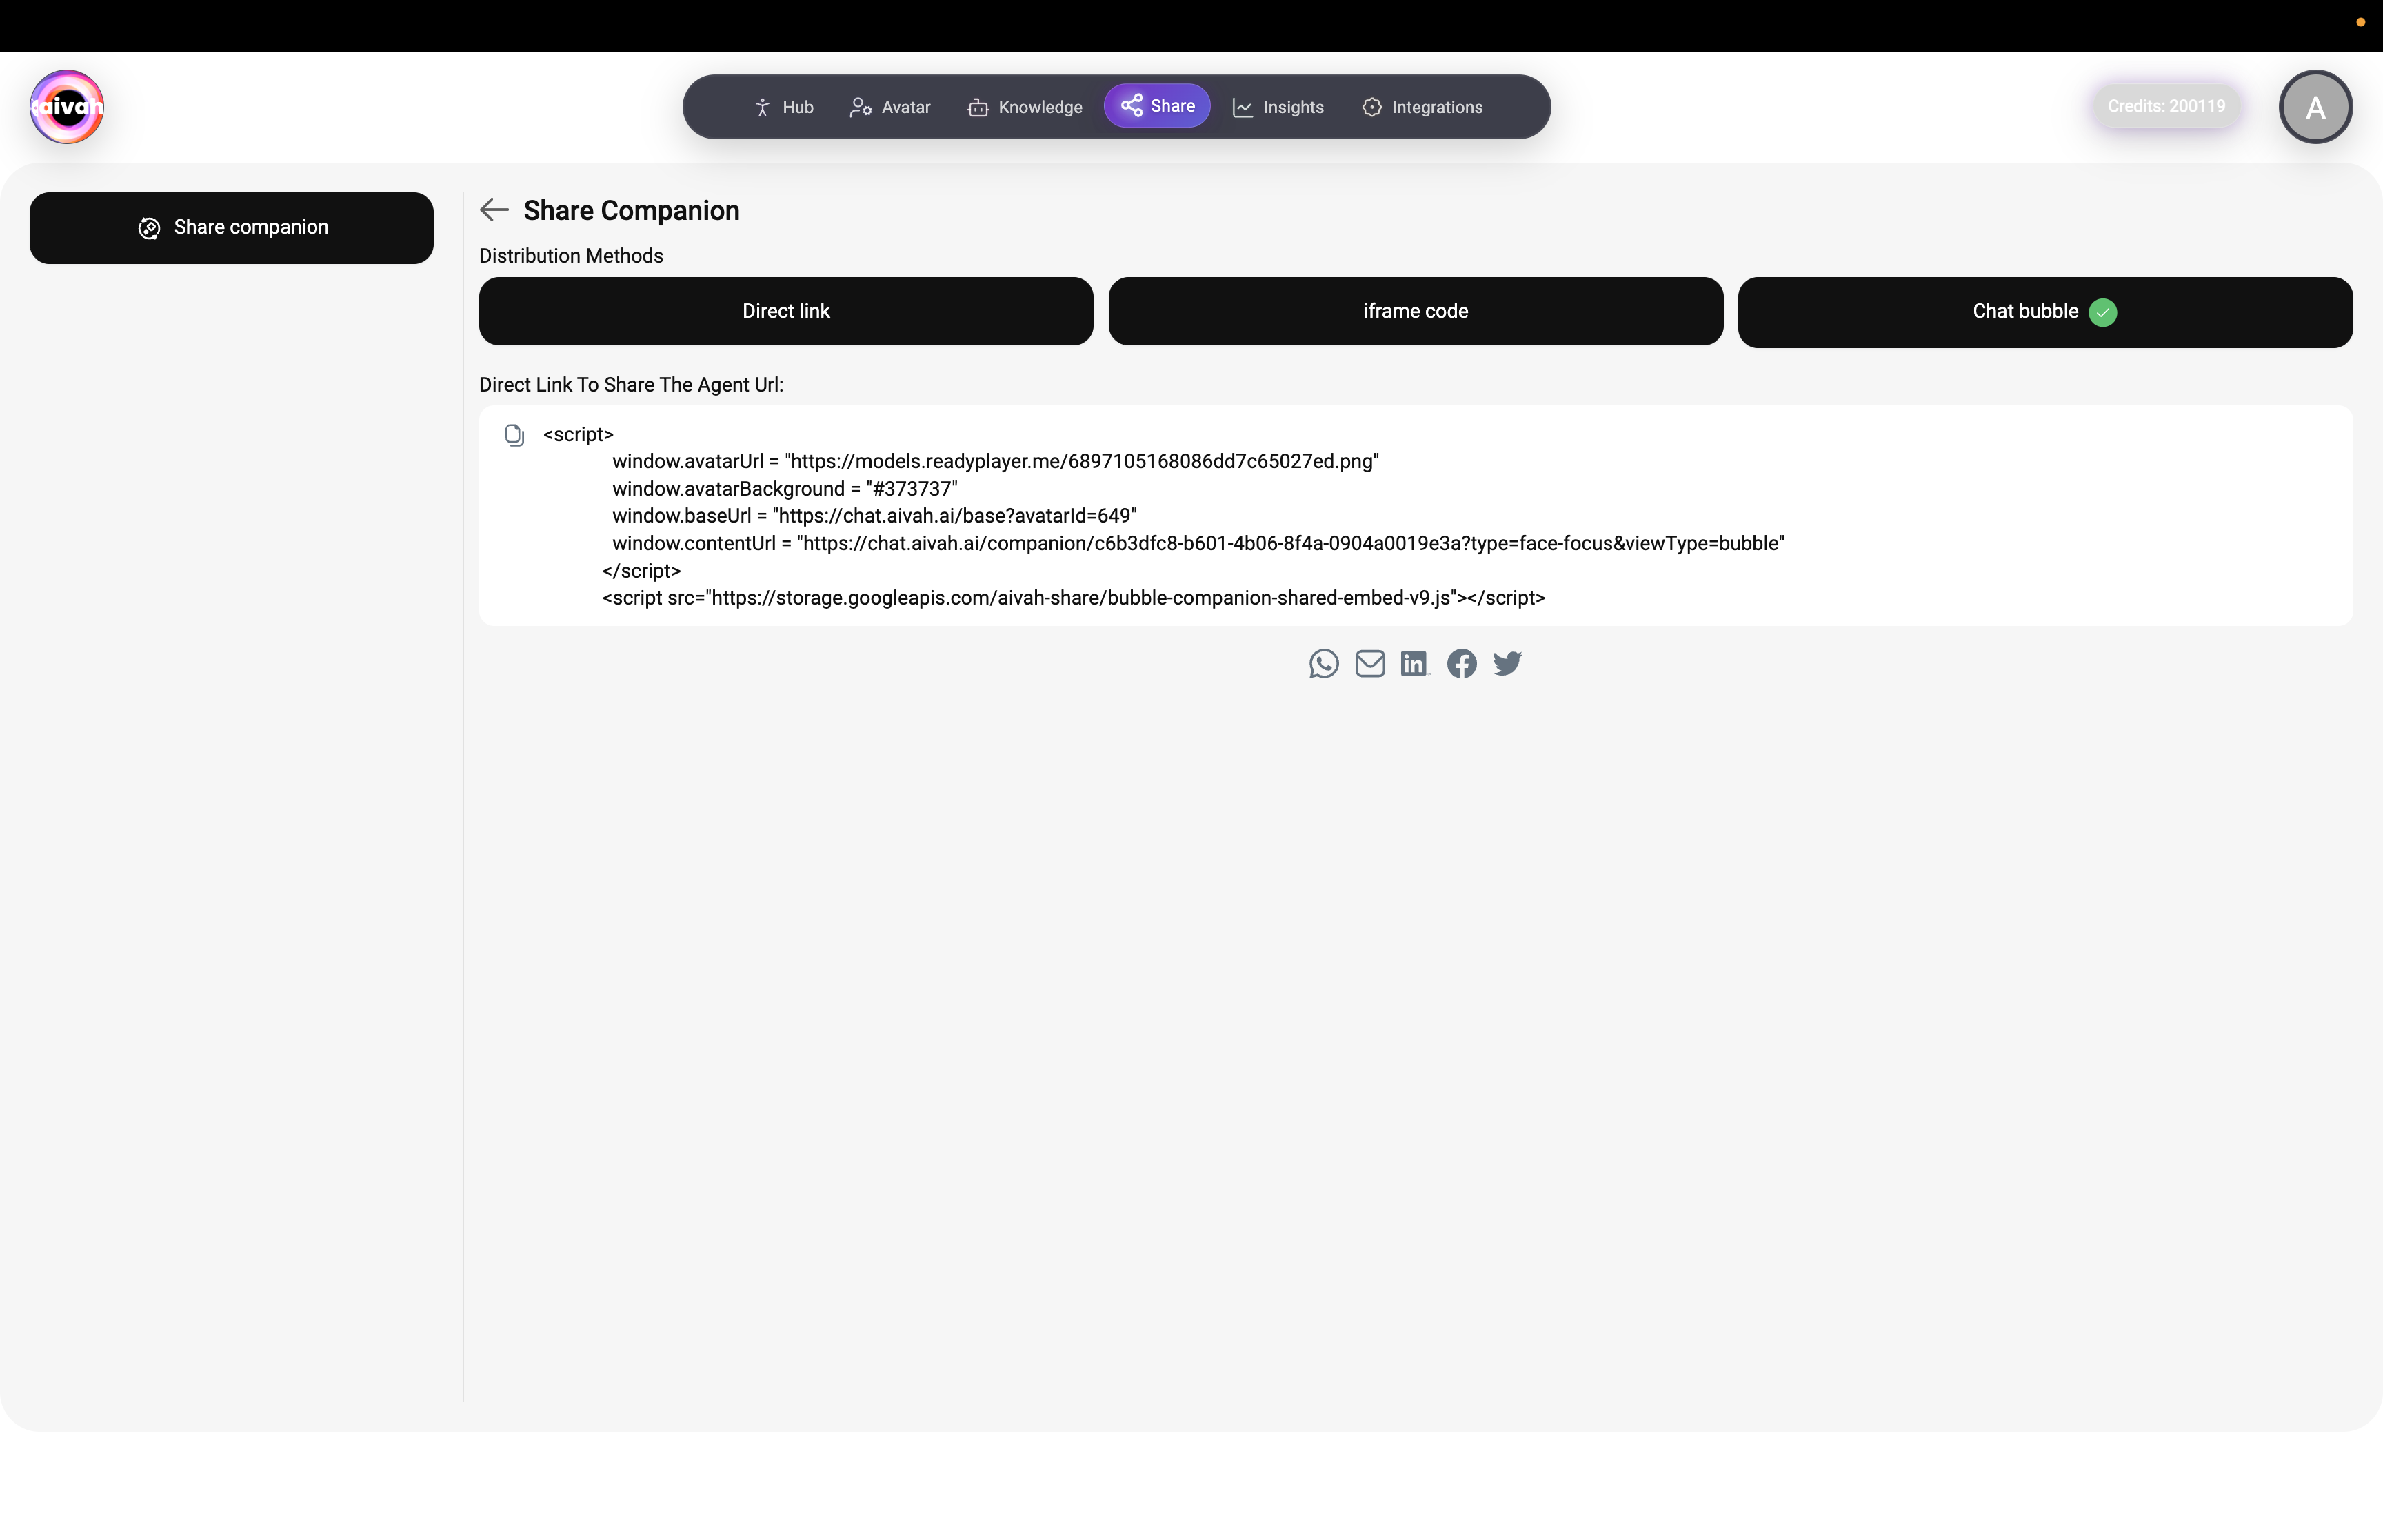 aivah
Hub
Avatar
Knowledge
Share
Insights
Integrations
Credits: 200119
A
Share companion
Share Companion
Distribution Methods
Direct link
iframe code
Chat bubble
Direct Link To Share The Agent Url:
<script>
window.avatarUrl = "https://models.readyplayer.me/6897105168086dd7c65027ed.png"
window.avatarBackground = "#373737"
window.baseUrl = "https://chat.aivah.ai/base?avatarId=649"
window.contentUrl = "https://chat.aivah.ai/companion/c6b3dfc8-b601-4b06-8f4a-0904a0019e3a?type=face-focus&viewType=bubble"
</script>
<script src="https://storage.googleapis.com/aivah-share/bubble-companion-shared-embed-v9.js"></script>
in